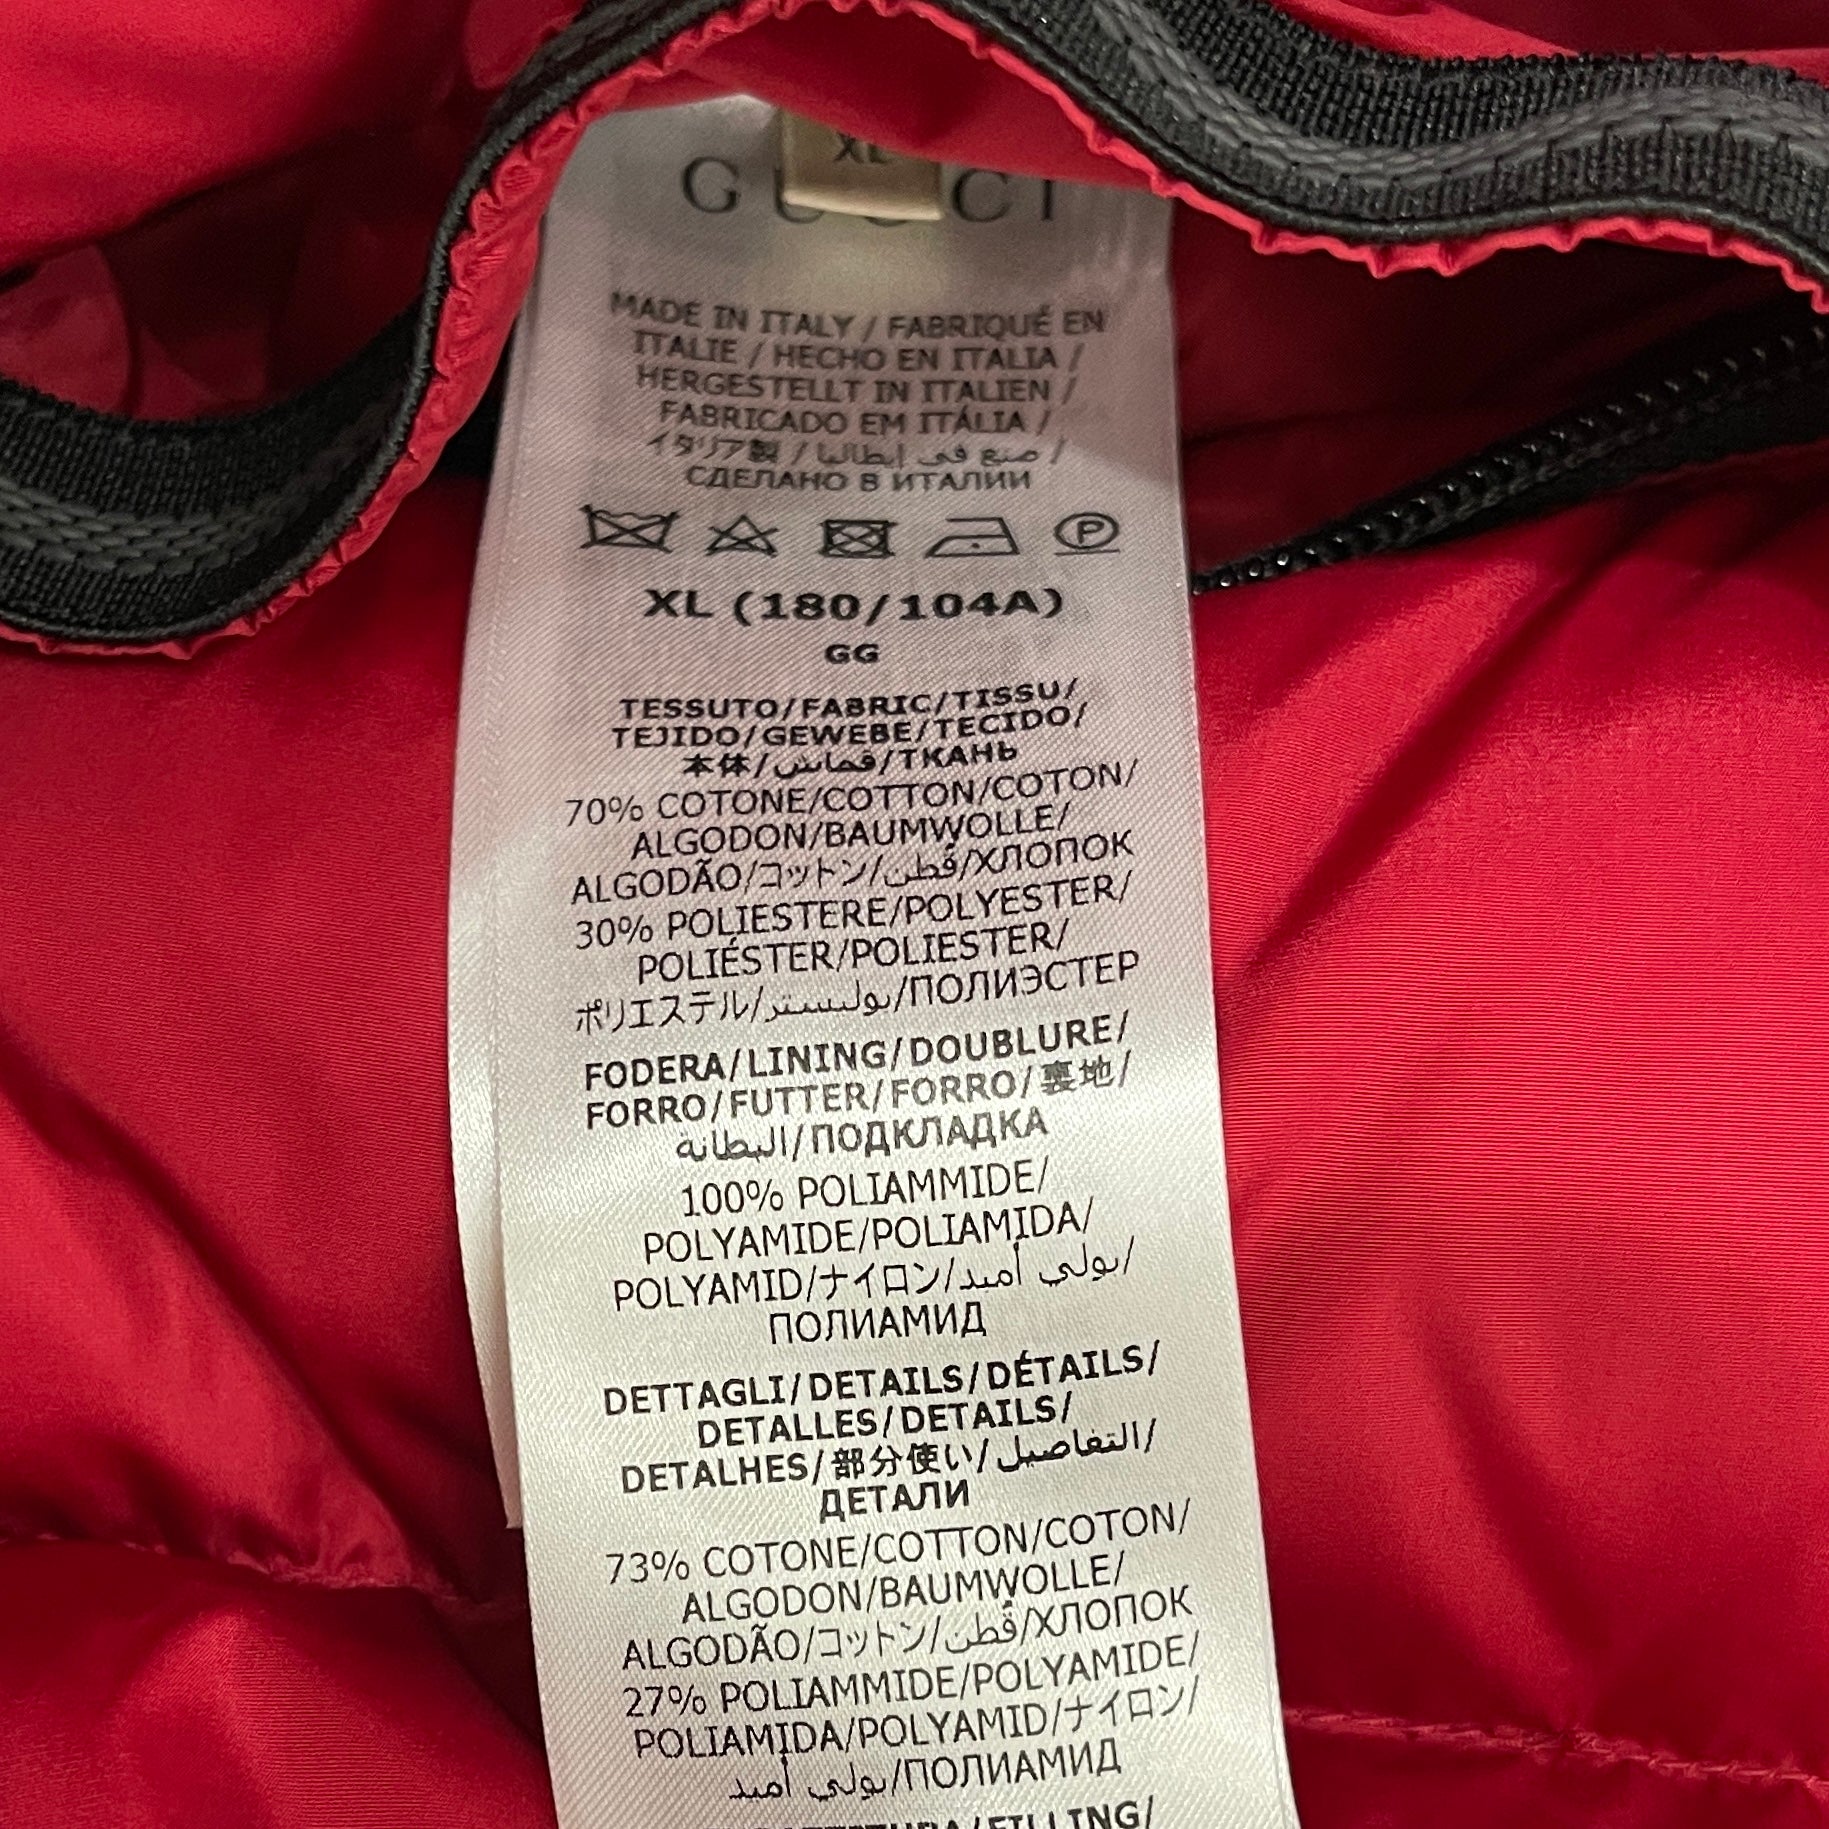 XL
GUCCI
MADE IN ITALY / FABRIQUÉ EN
ITALIE / HECHO EN ITALIA /
HERGESTELLT IN ITALIEN /
FABRICADO EM ITÁLIA /
イタリア製 / صنع في إيطاليا /
СДЕЛАНО В ИТАЛИИ
P
XL (180/104A)
GG
TESSUTO/FABRIC/TISSU/
TEJIDO/GEWEBE/TECIDO/
本体/قماش/ТКАНЬ
70% COTONE/COTTON/COTON/
ALGODON/BAUMWOLLE/
ALGODÃO/コットン/قُطن/ХЛОПОК
30% POLIESTERE/POLYESTER/
POLIÉSTER/POLIESTER/
ポリエステル/بوليستر/ПОЛИЭСТЕР
FODERA/LINING/DOUBLURE/
FORRO/FUTTER/FORRO/裏地/
البطانة/ПОДКЛАДКА
100% POLIAMMIDE/
POLYAMIDE/POLIAMIDA/
POLYAMID/ナイロン/بولي أميد/
ПОЛИАМИД
DETTAGLI/DETAILS/DÉTAILS/
DETALLES/DETAILS/
DETALHES/部分使い/التفاصيل/
ДЕТАЛИ
73% COTONE/COTTON/COTON/
ALGODON/BAUMWOLLE/
ALGODÃO/コットン/قُطن/ХЛОПОК
27% POLIAMMIDE/POLYAMIDE/
POLIAMIDA/POLYAMID/ナイロン/
بولي أميد/ПОЛИАМИД
/FILLING/